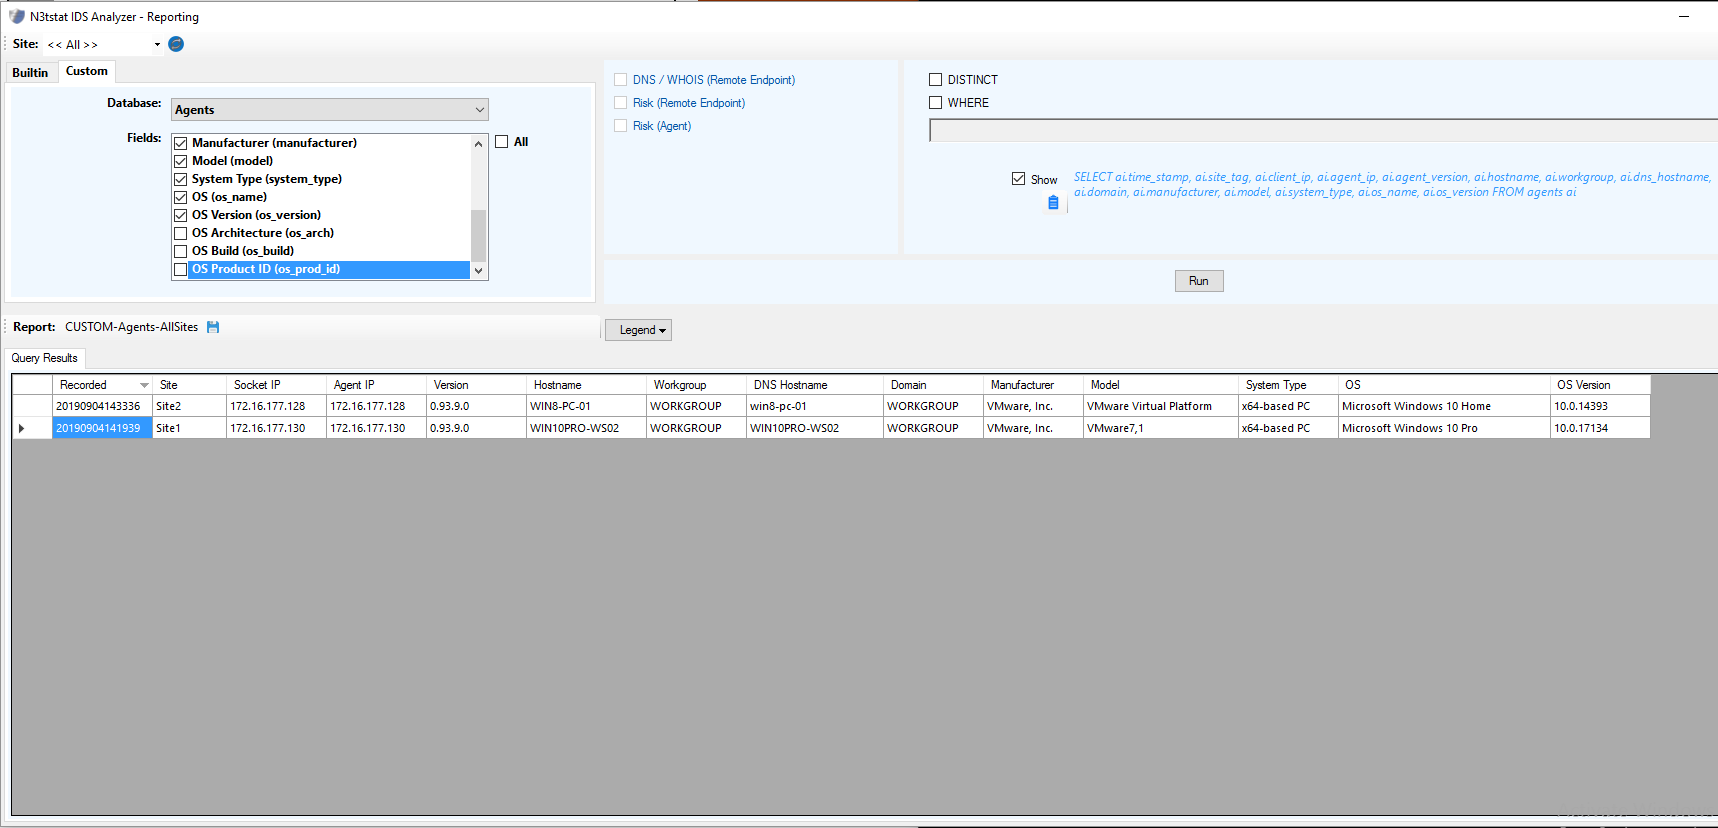 N3tstat IDS Analyzer - Reporting
Site: << All >>
Builtin Custom
Database: Agents
Fields:
Manufacturer (manufacturer)
Model (model)
System Type (system_type)
OS (os_name)
OS Version (os_version)
OS Architecture (os_arch)
OS Build (os_build)
OS Product ID (os_prod_id)
All
DNS / WHOIS (Remote Endpoint)
Risk (Remote Endpoint)
Risk (Agent)
DISTINCT
WHERE
Show
SELECT ai.time_stamp, ai.site_tag, ai.client_ip, ai.agent_ip, ai.agent_version, ai.hostname, ai.workgroup, ai.dns_hostname,
ai.domain, ai.manufacturer, ai.model, ai.system_type, ai.os_name, ai.os_version FROM agents ai
Run
Report: CUSTOM-Agents-AllSites
Legend
Query Results
Recorded Site Socket IP Agent IP Version Hostname Workgroup DNS Hostname Domain Manufacturer Model System Type OS OS Version
20190904143336 Site2 172.16.177.128 172.16.177.128 0.93.9.0 WIN8-PC-01 WORKGROUP win8-pc-01 WORKGROUP VMware, Inc. VMware Virtual Platform x64-based PC Microsoft Windows 10 Home 10.0.14393
20190904141939 Site1 172.16.177.130 172.16.177.130 0.93.9.0 WIN10PRO-WS02 WORKGROUP WIN10PRO-WS02 WORKGROUP VMware, Inc. VMware7,1 x64-based PC Microsoft Windows 10 Pro 10.0.17134